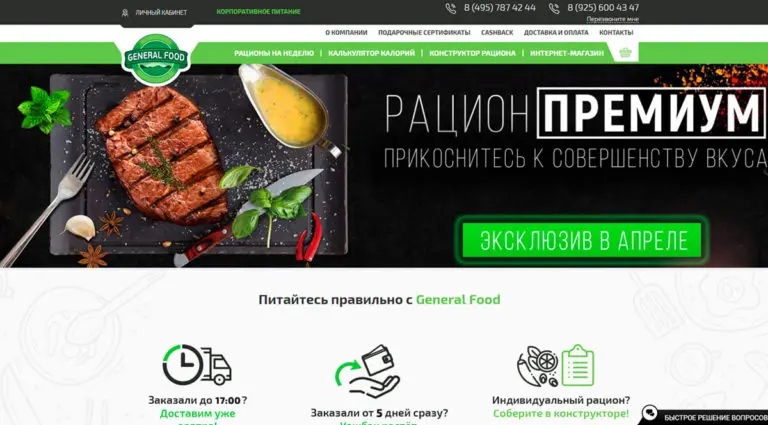 ЛИЧНЫЙ КАБИНЕТ
КОРПОРАТИВНОЕ ПИТАНИЕ
8 (495) 787 42 44
8 (925) 600 43 47
Перезвоните мне
О КОМПАНИИ
ПОДАРОЧНЫЕ СЕРТИФИКАТЫ
CASHBACK
ДОСТАВКА И ОПЛАТА
КОНТАКТЫ
GENERAL FOOD
РАЦИОНЫ НА НЕДЕЛЮ | КАЛЬКУЛЯТОР КАЛОРИЙ | КОНСТРУКТОР РАЦИОНА | ИНТЕРНЕТ-МАГАЗИН
РАЦИОН ПРЕМИУМ
ПРИКОСНИТЕСЬ К СОВЕРШЕНСТВУ ВКУСА
ЭКСКЛЮЗИВ В АПРЕЛЕ
Питайтесь правильно с General Food
Заказали до 17:00?
Доставим уже
Заказали от 5 дней сразу?
Индивидуальный рацион?
Соберите в конструкторе!
БЫСТРОЕ РЕШЕНИЕ ВОПРОСОВ